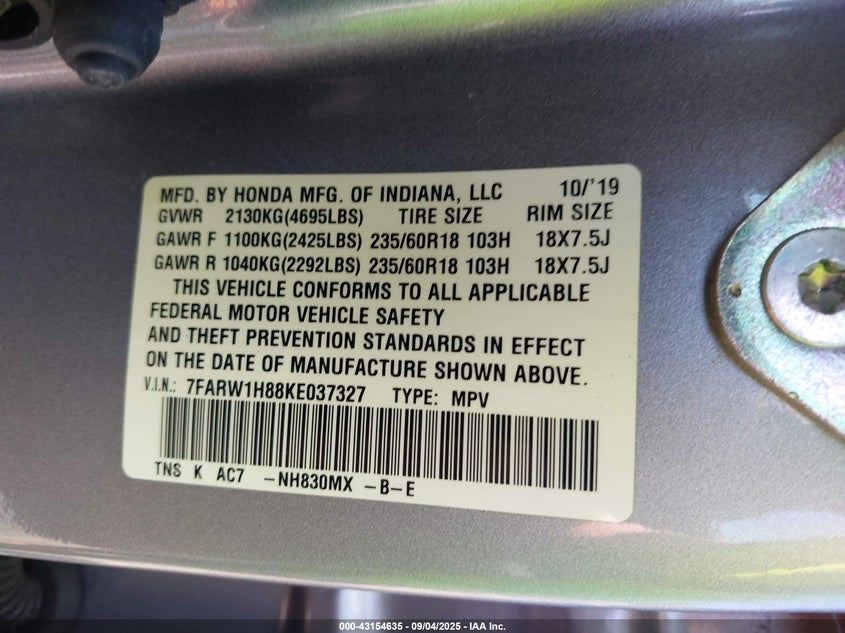 MFD. BY HONDA MFG. OF INDIANA, LLC 10/'19
GVWR 2130KG(4695LBS) TIRE SIZE RIM SIZE
GAWR F 1100KG(2425LBS) 235/60R18 103H 18X7.5J
GAWR R 1040KG(2292LBS) 235/60R18 103H 18X7.5J
THIS VEHICLE CONFORMS TO ALL APPLICABLE
FEDERAL MOTOR VEHICLE SAFETY
AND THEFT PREVENTION STANDARDS IN EFFECT
ON THE DATE OF MANUFACTURE SHOWN ABOVE.
V.I.N.: 7FARW1H88KE037327 TYPE: MPV
TNS K AC7 -NH830MX -B-E
000-43154635 - 09/04/2025 - IAA Inc.